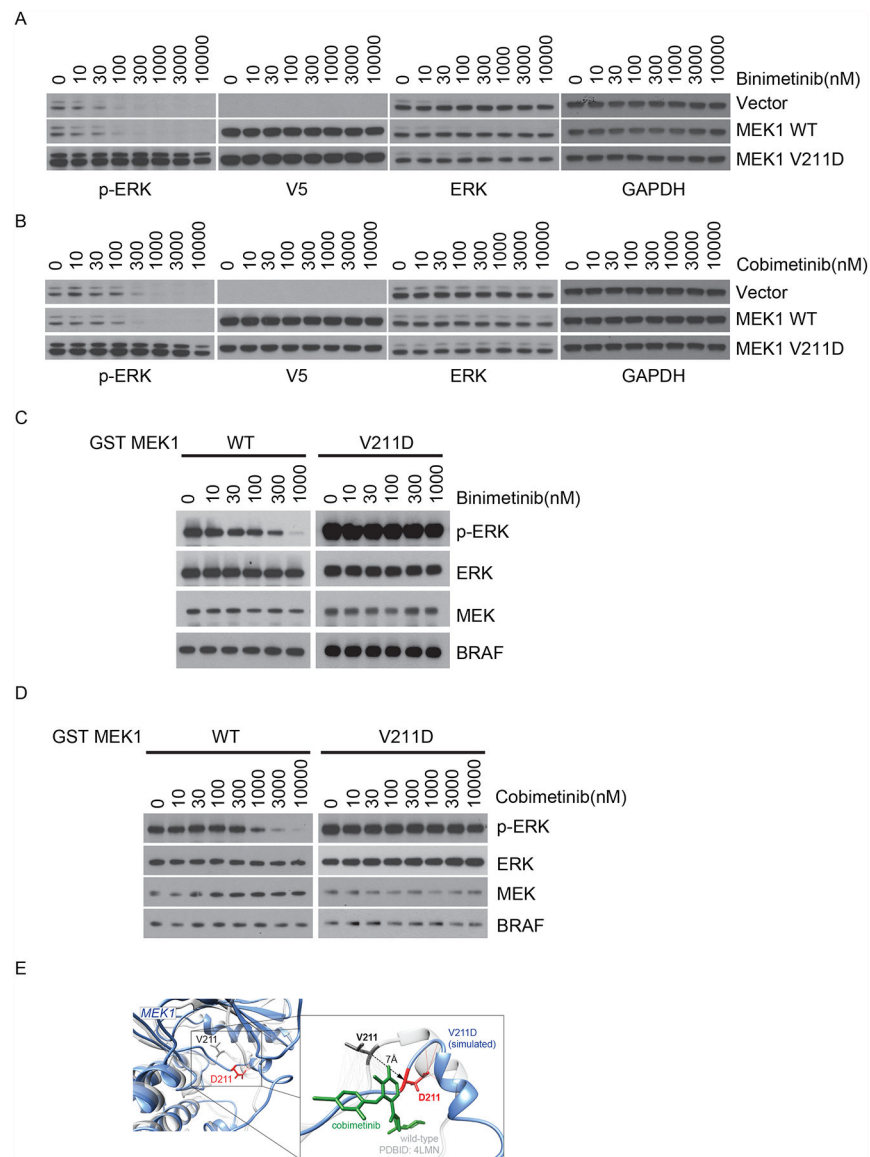 A
0 10 30 100 300 1000 3000 10000 0 10 30 100 300 1000 3000 10000 0 10 30 100 300 1000 3000 10000 0 10 30 100 300 1000 3000 10000
Binimetinib(nM)
Vector
MEK1 WT
MEK1 V211D
p-ERK V5 ERK GAPDH
B
0 10 30 100 300 1000 3000 10000 0 10 30 100 300 1000 3000 10000 0 10 30 100 300 1000 3000 10000 0 10 30 100 300 1000 3000 10000
Cobimetinib(nM)
Vector
MEK1 WT
MEK1 V211D
p-ERK V5 ERK GAPDH
C
GST MEK1 WT V211D
0 10 30 100 300 1000 0 10 30 100 300 1000
Binimetinib(nM)
p-ERK
ERK
MEK
BRAF
D
GST MEK1 WT V211D
0 10 30 100 300 1000 3000 10000 0 10 30 100 300 1000 3000 10000
Cobimetinib(nM)
p-ERK
ERK
MEK
BRAF
E
MEK1
V211
D211
V211
7Å
V211D
(simulated)
D211
cobimetinib
wild-type
PDBID: 4LMN